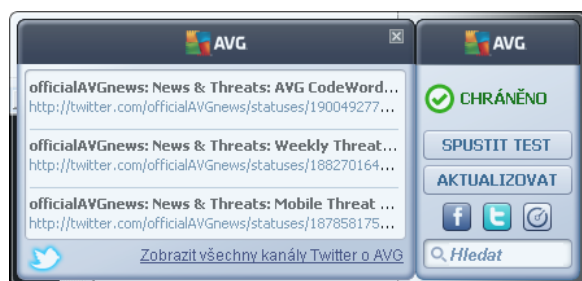 AVG
officialAVGnews: News & Threats: AVG CodeWord...
http://twitter.com/officialAVGnews/statuses/190049277...
officialAVGnews: News & Threats: Weekly Threat...
http://twitter.com/officialAVGnews/statuses/188270164...
officialAVGnews: News & Threats: Mobile Threat ...
http://twitter.com/officialAVGnews/statuses/187858175...
Zobrazit všechny kanály Twitter o AVG
AVG
CHRÁNĚNO
SPUSTIT TEST
AKTUALIZOVAT
Hledat